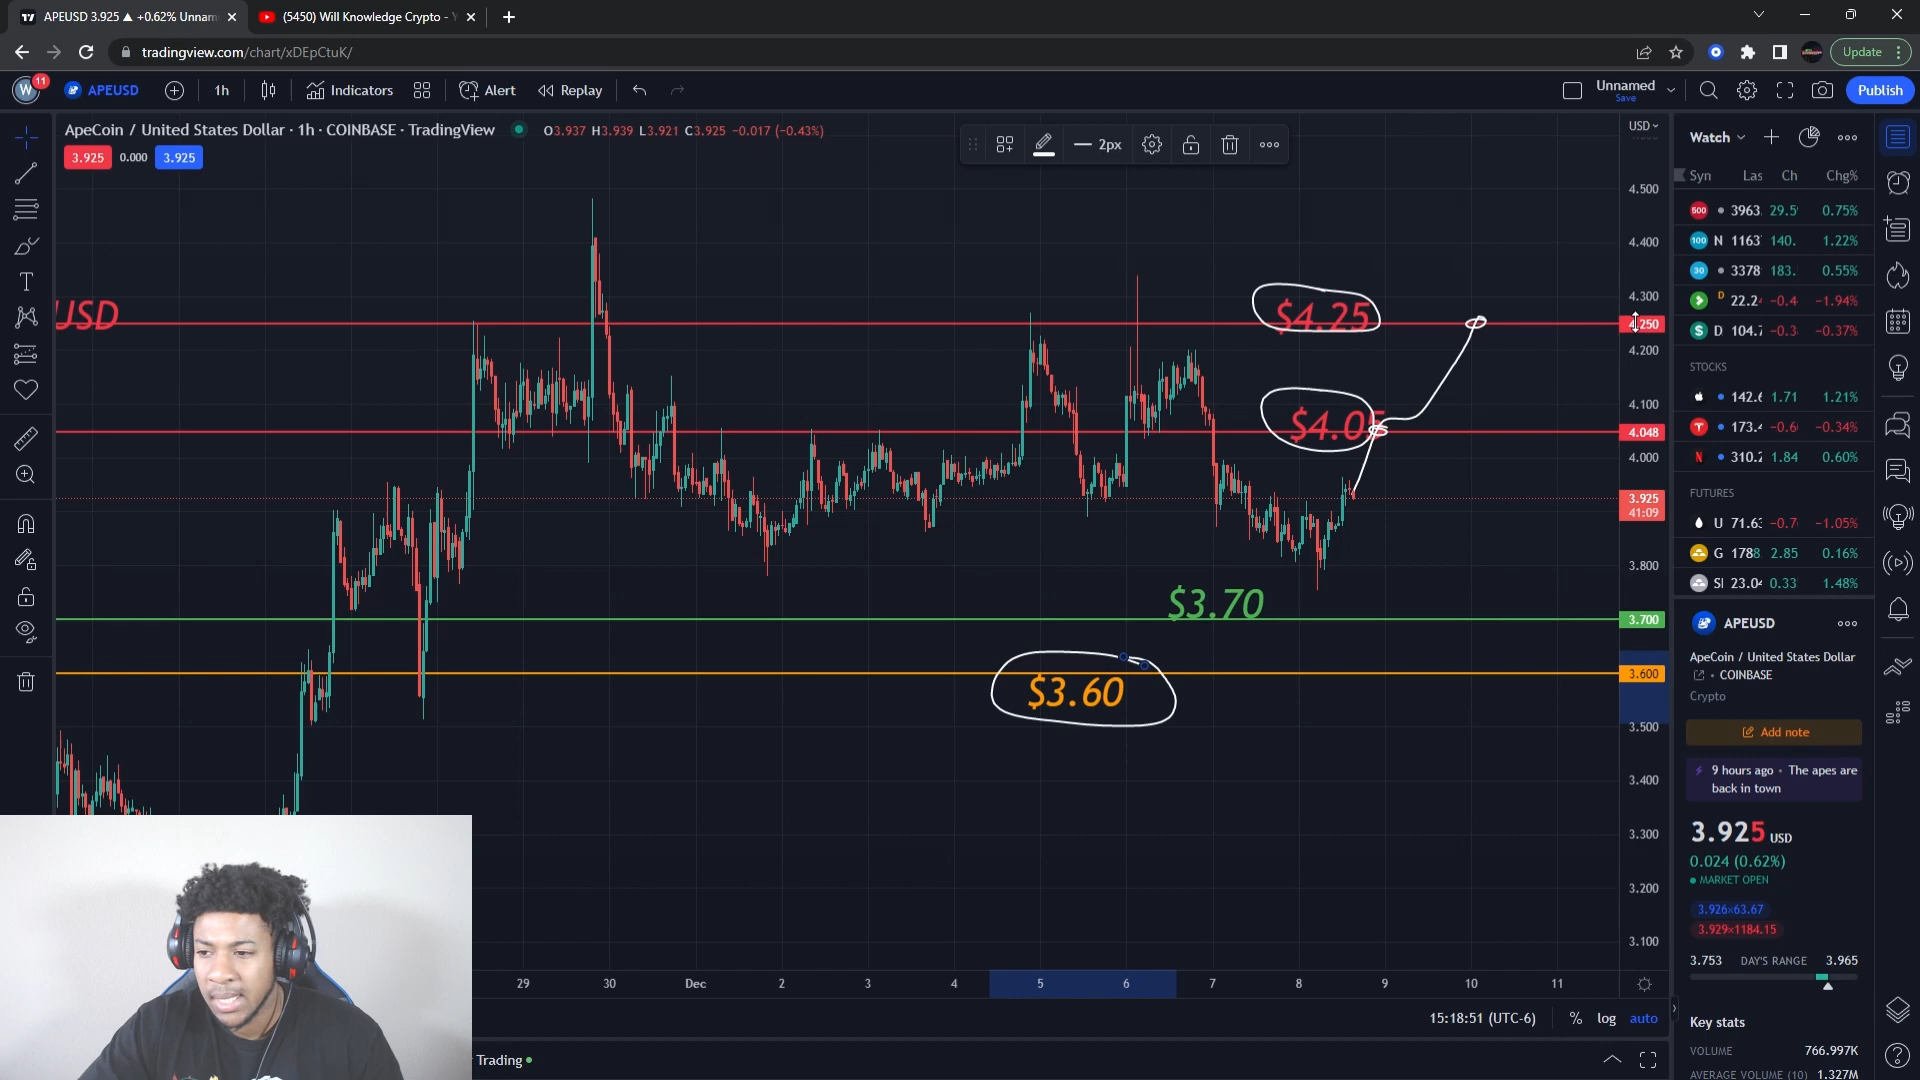 APEUSD 3.925 ▲ +0.62% Unnam
(5450) Will Knowledge Crypto - Y
tradingview.com/chart/xDEpCtuK/
Update
W 11
APEUSD
1h
Indicators
Alert
Replay
Unnamed
Save
Publish
ApeCoin / United States Dollar · 1h · COINBASE · TradingView
O3.937 H3.939 L3.921 C3.925 -0.017 (-0.43%)
3.925 0.000 3.925
2px
USD
4.500
4.400
4.300
4.250
4.200
4.100
4.048
4.000
3.925
41:09
3.800
3.700
3.600
3.500
3.400
3.300
3.200
3.100
USD
$4.25
$4.05
$3.70
$3.60
29 30 Dec 2 3 4 5 6 7 8 9 10 11
15:18:51 (UTC-6)
% log auto
Trading
Watch
Syn Las Ch Chg%
500 3963. 29.5 0.75%
100 N 1163 140. 1.22%
30 3378 183. 0.55%
D 22.2 -0.4 -1.94%
$ D 104.7 -0.3 -0.37%
STOCKS
142.6 1.71 1.21%
173.4 -0.6 -0.34%
N 310.2 1.84 0.60%
FUTURES
U 71.63 -0.7 -1.05%
G 1788 2.85 0.16%
SI 23.04 0.33 1.48%
APEUSD
ApeCoin / United States Dollar
COINBASE
Crypto
Add note
9 hours ago · The apes are
back in town
3.925 USD
0.024 (0.62%)
MARKET OPEN
3.926×63.67
3.929×1184.15
3.753 DAY'S RANGE 3.965
Key stats
VOLUME 766.997K
AVERAGE VOLUME (10) 1.327M